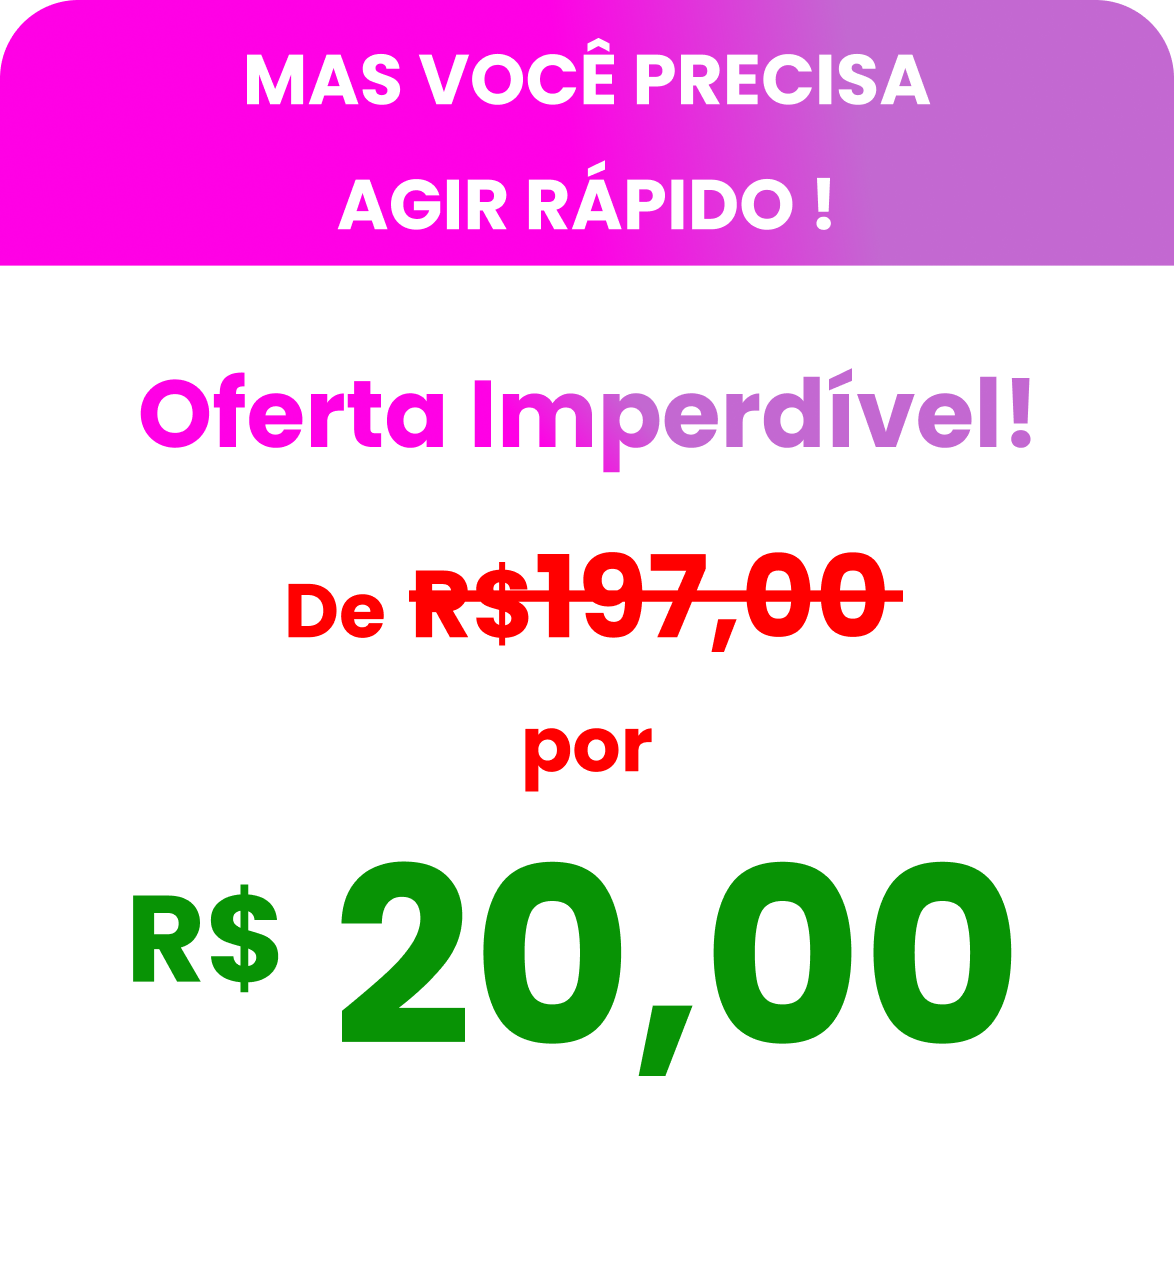 MAS VOCÊ PRECISA
AGIR RÁPIDO !
Oferta Imperdível!
De R$197,00
por
R$ 20,00